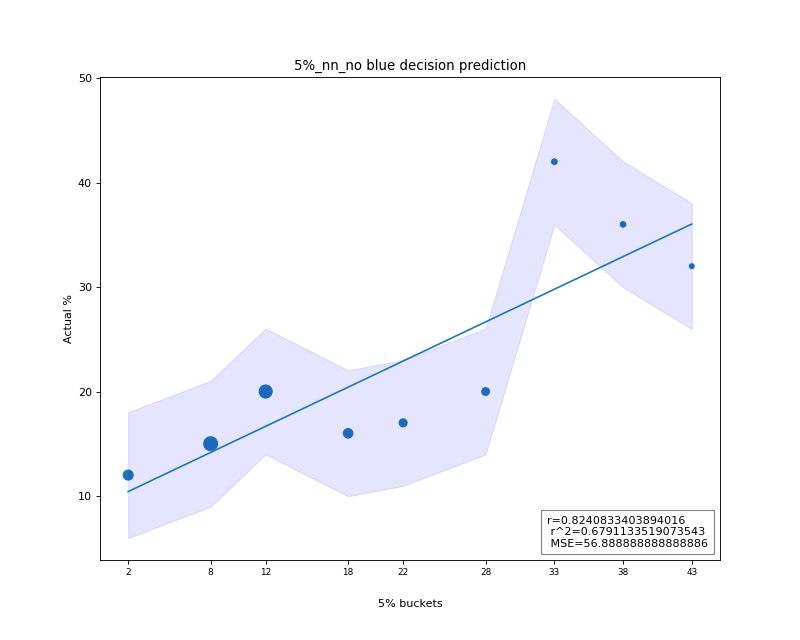 5%_nn_no blue decision prediction
50
40
30
20
10
Actual %
2 8 12 18 22 28 33 38 43
5% buckets
r=0.8240833403894016
r^2=0.6791133519073543
MSE=56.888888888888886